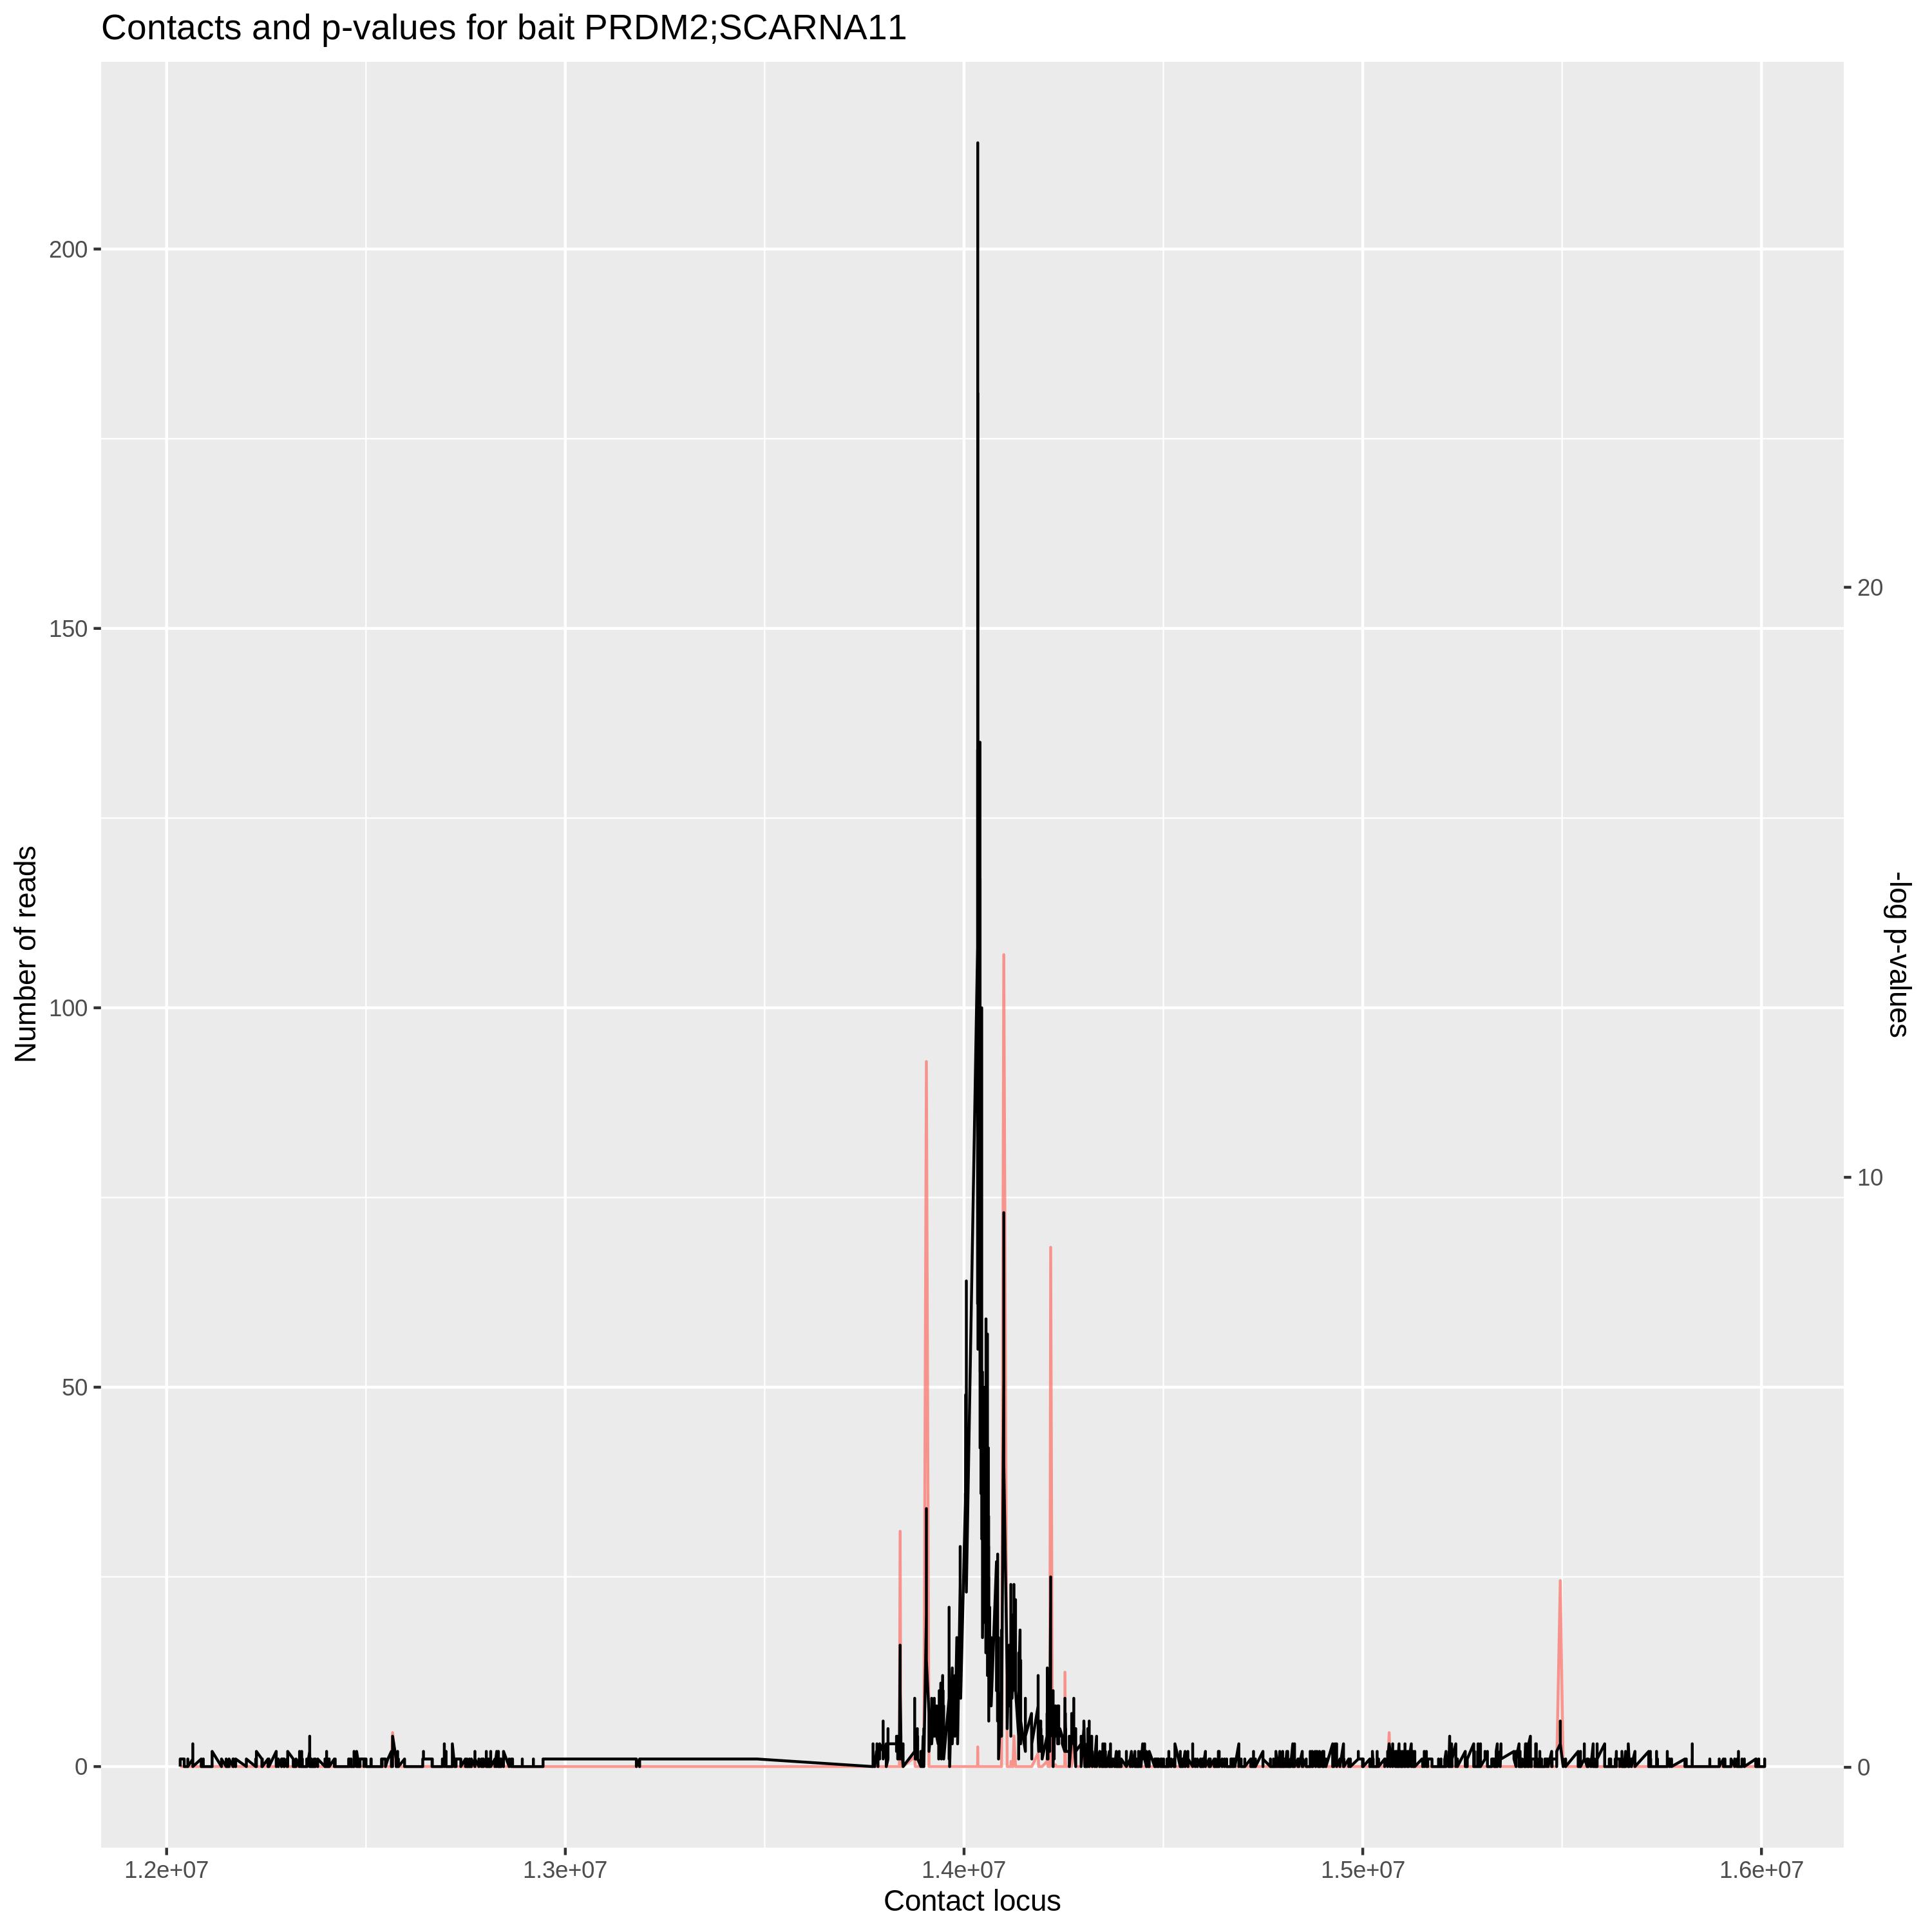 Contacts and p-values for bait PRDM2;SCARNA11
Number of reads
200
150
100
50
0
20
10
0
-log p-values
1.2e+07 1.3e+07 1.4e+07 1.5e+07 1.6e+07
Contact locus